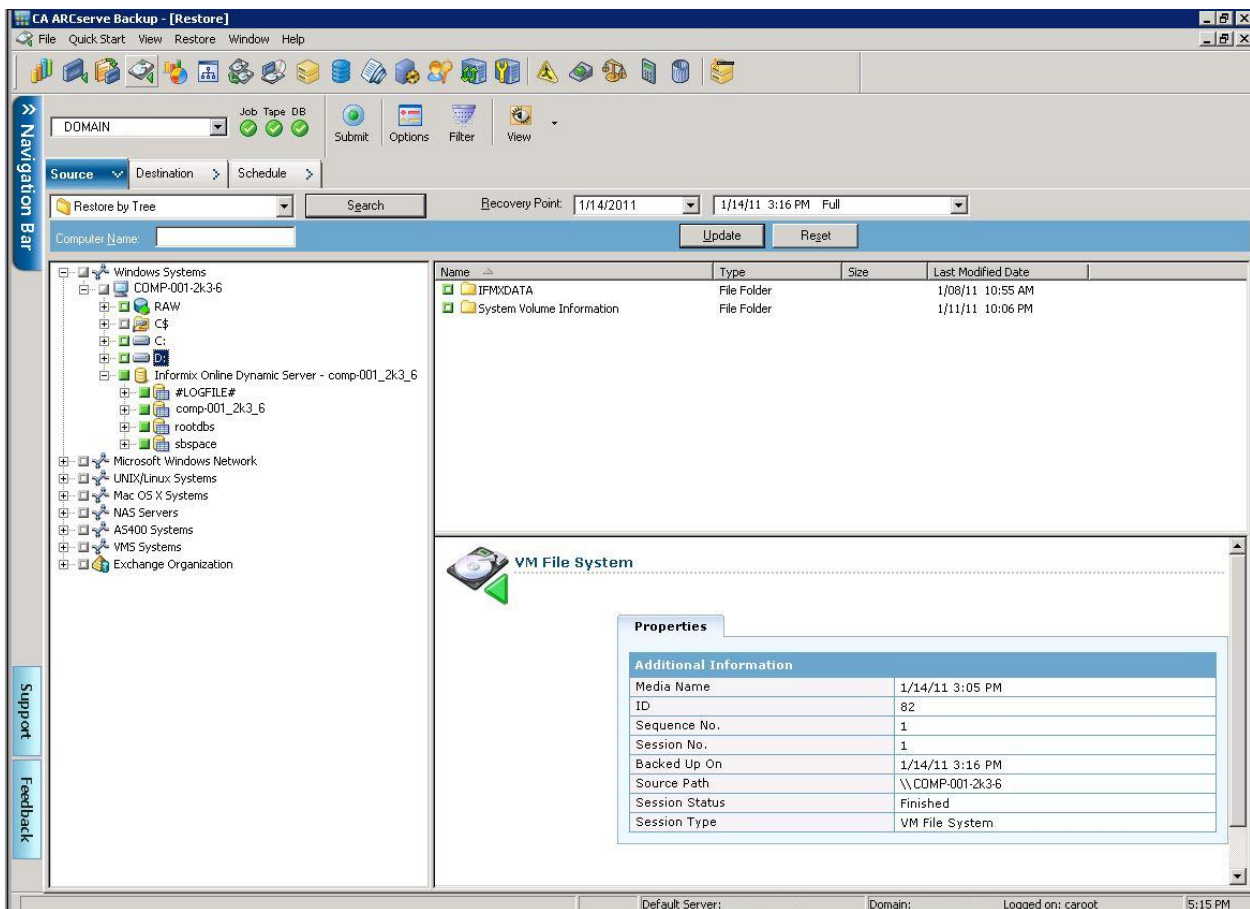 CA ARCserve Backup - [Restore]
File Quick Start View Restore Window Help
Navigation Bar
DOMAIN
Job Tape DB
Submit Options Filter View
Source Destination Schedule
Restore by Tree Search Recovery Point: 1/14/2011 1/14/11 3:16 PM Full
Computer Name: Update Reset
Windows Systems
COMP-001-2k3-6
RAW
C$
C:
D:
Informix Online Dynamic Server - comp-001_2k3_6
#LOGFILE#
comp-001_2k3_6
rootdbs
sbspace
Microsoft Windows Network
UNIX/Linux Systems
Mac OS X Systems
NAS Servers
AS400 Systems
VMS Systems
Exchange Organization
Name Type Size Last Modified Date
IFMXDATA File Folder 1/08/11 10:55 AM
System Volume Information File Folder 1/11/11 10:06 PM
VM File System
Properties
Additional Information
Media Name 1/14/11 3:05 PM
ID 82
Sequence No. 1
Session No. 1
Backed Up On 1/14/11 3:16 PM
Source Path \\COMP-001-2k3-6
Session Status Finished
Session Type VM File System
Support
Feedback
Default Server: Domain: Logged on: caroot 5:15 PM